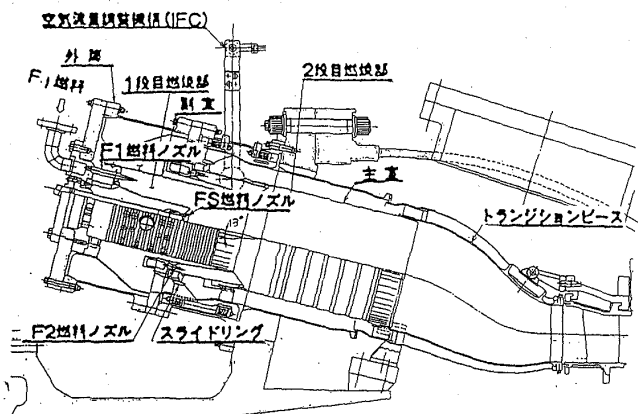 空気流量調整機構(IFC)
外筒
F1燃料
1段目燃焼部
副室
2段目燃焼部
F1燃料ノズル
主室
FS燃料ノズル
トランジションピース
13°
F2燃料ノズル
スライドリング